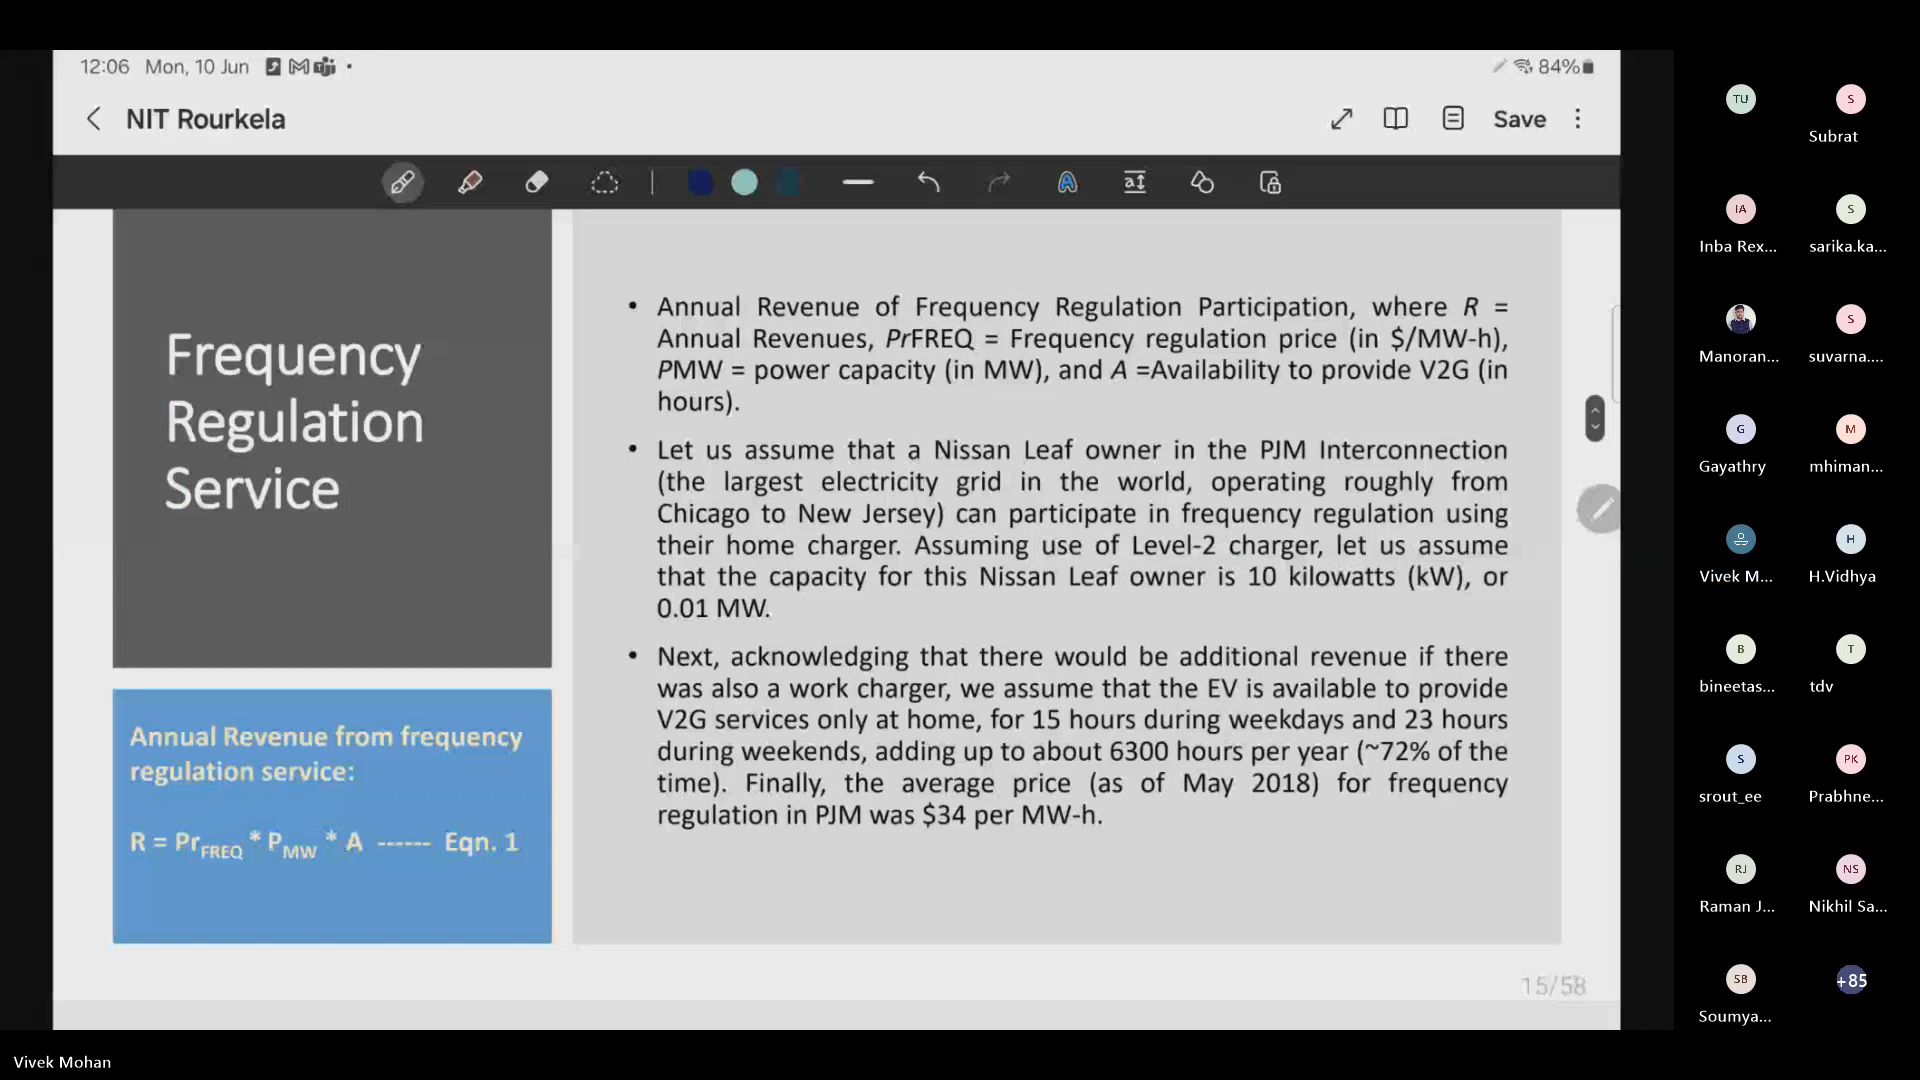 12:06 Mon, 10 Jun
84%
NIT Rourkela
Save
Frequency
Regulation
Service
Annual Revenue from frequency
regulation service:
R = PrFREQ * PMW * A ------ Eqn. 1
• Annual Revenue of Frequency Regulation Participation, where R =
Annual Revenues, PrFREQ = Frequency regulation price (in $/MW-h),
PMW = power capacity (in MW), and A =Availability to provide V2G (in
hours).
• Let us assume that a Nissan Leaf owner in the PJM Interconnection
(the largest electricity grid in the world, operating roughly from
Chicago to New Jersey) can participate in frequency regulation using
their home charger. Assuming use of Level-2 charger, let us assume
that the capacity for this Nissan Leaf owner is 10 kilowatts (kW), or
0.01 MW.
• Next, acknowledging that there would be additional revenue if there
was also a work charger, we assume that the EV is available to provide
V2G services only at home, for 15 hours during weekdays and 23 hours
during weekends, adding up to about 6300 hours per year (~72% of the
time). Finally, the average price (as of May 2018) for frequency
regulation in PJM was $34 per MW-h.
15/58
TU
S
Subrat
IA
S
Inba Rex...
sarika.ka...
S
Manoran...
suvarna....
G
M
Gayathry
mhiman...
H
Vivek M...
H.Vidhya
B
T
bineetas...
tdv
S
PK
srout_ee
Prabhne...
RJ
NS
Raman J...
Nikhil Sa...
SB
+85
Soumya...
Vivek Mohan